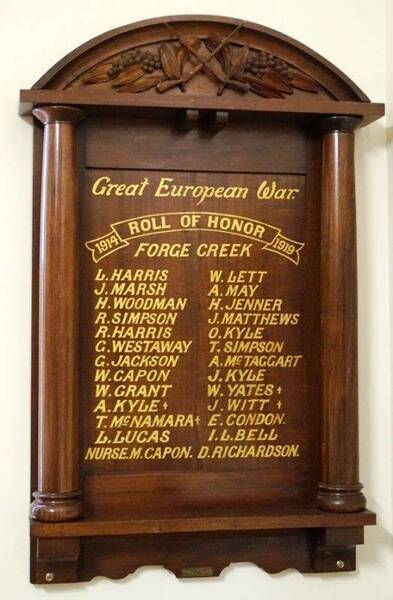 Great European War.
1914 ROLL OF HONOR 1919
FORGE CREEK
L. HARRIS W. LETT
J. MARSH A. MAY
H. WOODMAN H. JENNER
R. SIMPSON J. MATTHEWS
R. HARRIS O. KYLE
G. WESTAWAY T. SIMPSON
G. JACKSON A. McTAGGART
W. CAPON J. KYLE
W. GRANT W. YATES +
A. KYLE + J. WITT +
T. McNAMARA + E. CONDON.
L. LUCAS I. L. BELL
NURSE. M. CAPON. D. RICHARDSON.